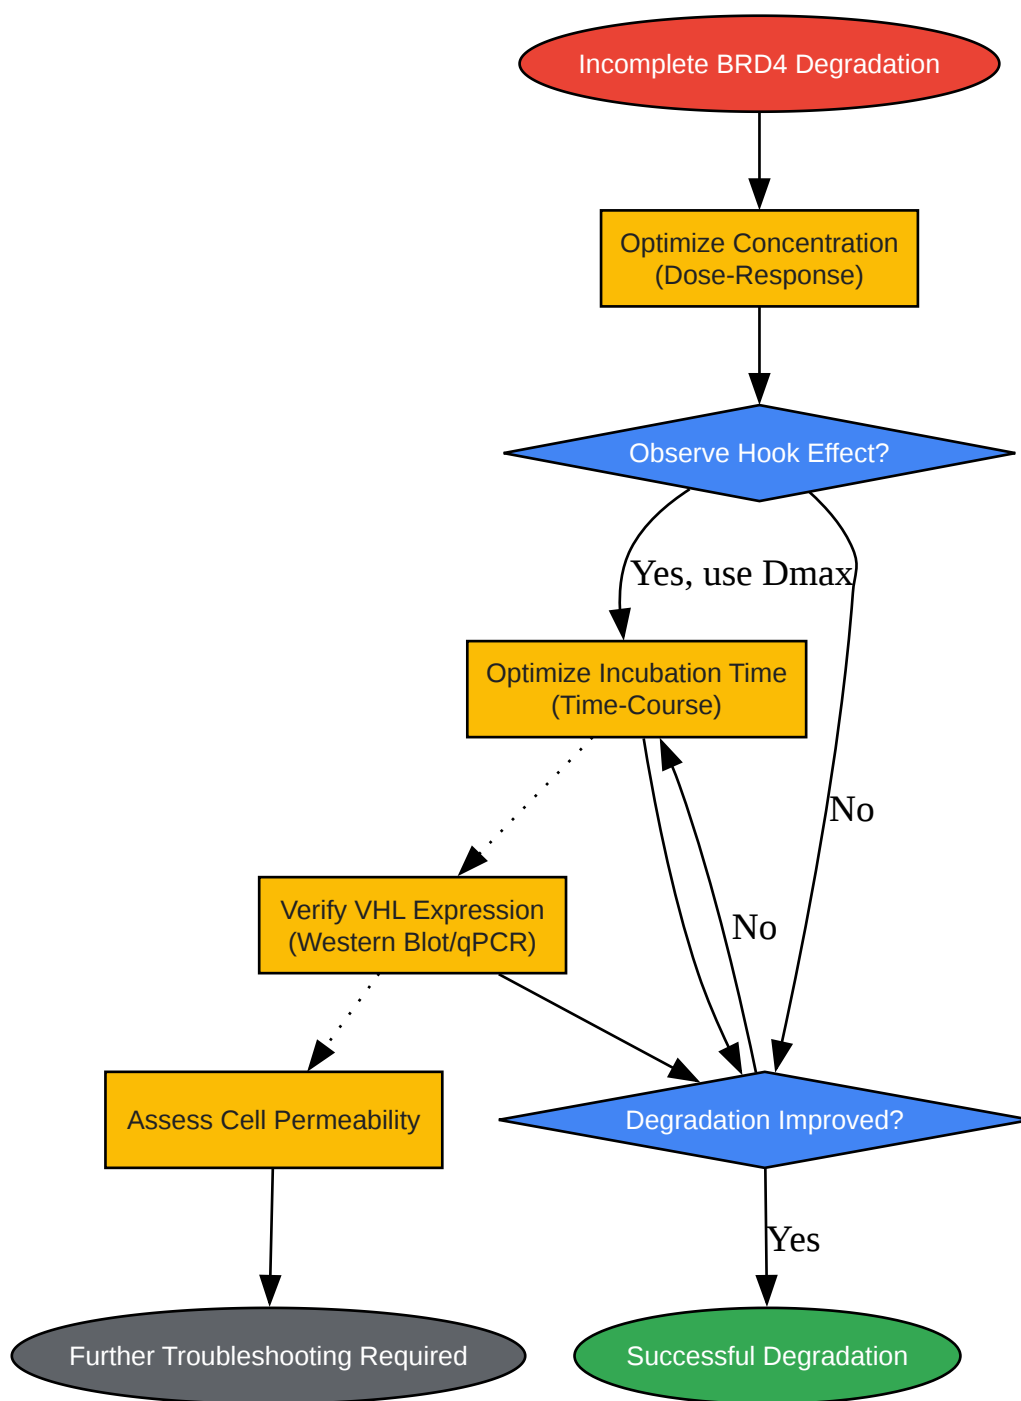 Incomplete BRD4 Degradation
Optimize Concentration
(Dose-Response)
Observe Hook Effect?
Yes, use Dmax
Optimize Incubation Time
(Time-Course)
No
Verify VHL Expression
(Western Blot/qPCR)
No
Assess Cell Permeability
Degradation Improved?
Yes
Further Troubleshooting Required
Successful Degradation